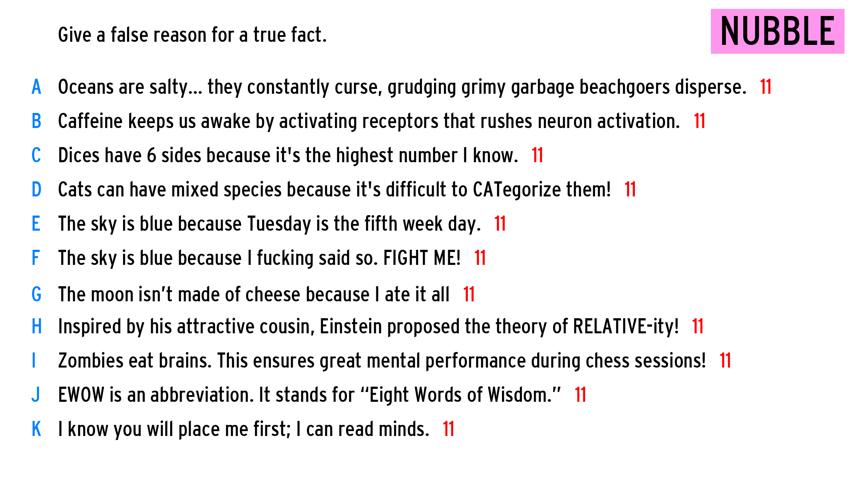 Give a false reason for a true fact.
NUBBLE
A Oceans are salty... they constantly curse, grudging grimy garbage beachgoers disperse. 11
B Caffeine keeps us awake by activating receptors that rushes neuron activation. 11
C Dices have 6 sides because it's the highest number I know. 11
D Cats can have mixed species because it's difficult to CATegorize them! 11
E The sky is blue because Tuesday is the fifth week day. 11
F The sky is blue because I fucking said so. FIGHT ME! 11
G The moon isn’t made of cheese because I ate it all 11
H Inspired by his attractive cousin, Einstein proposed the theory of RELATIVE-ity! 11
I Zombies eat brains. This ensures great mental performance during chess sessions! 11
J EWOW is an abbreviation. It stands for “Eight Words of Wisdom.” 11
K I know you will place me first; I can read minds. 11